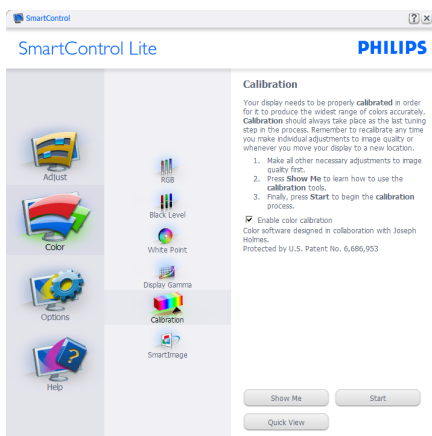 SmartControl
SmartControl Lite
PHILIPS
Adjust
Color
Options
Help
RGB
Black Level
White Point
Display Gamma
Calibration
SmartImage
Calibration
Your display needs to be properly calibrated in order
for it to produce the widest range of colors accurately.
Calibration should always take place as the last tuning
step in the process. Remember to recalibrate any time
you make individual adjustments to image quality or
whenever you move your display to a new location.
1. Make all other necessary adjustments to image
quality first.
2. Press Show Me to learn how to use the
calibration tools.
3. Finally, press Start to begin the calibration
process.
Enable color calibration
Color software designed in collaboration with Joseph
Holmes.
Protected by U.S. Patent No. 6,686,953
Show Me
Start
Quick View